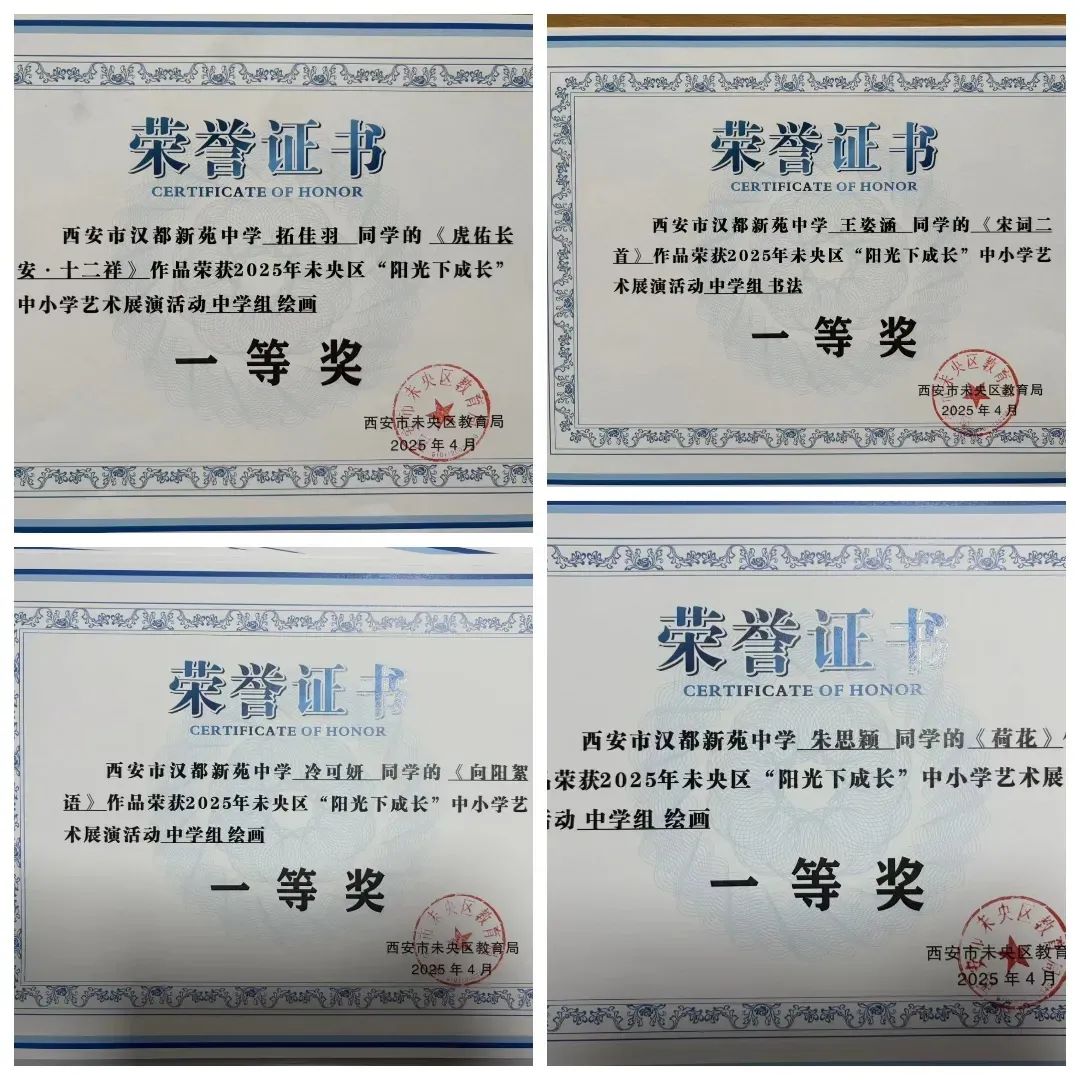 荣誉证书
CERTIFICATE OF HONOR
西安市汉都新苑中学 拓佳羽 同学的《虎佑长
安·十二祥》作品荣获2025年未央区“阳光下成长”
中小学艺术展演活动 中学组 绘画
一等奖
西安市未央区教育局
2025年4月
荣誉证书
CERTIFICATE OF HONOR
西安市汉都新苑中学 王姿涵 同学的《宋词二
首》作品荣获2025年未央区“阳光下成长”中小学艺
术展演活动 中学组 书法
一等奖
西安市未央区教育局
2025年4月
荣誉证书
CERTIFICATE OF HONOR
西安市汉都新苑中学 冷可妍 同学的《向阳絮
语》作品荣获2025年未央区“阳光下成长”中小学艺
术展演活动 中学组 绘画
一等奖
西安市未央区教育局
2025年4月
荣誉证书
CERTIFICATE OF HONOR
西安市汉都新苑中学 朱思颖 同学的《荷花》
荣获2025年未央区“阳光下成长”中小学艺术展
动 中学组 绘画
一等奖
西安市未央区教育
2025年4月